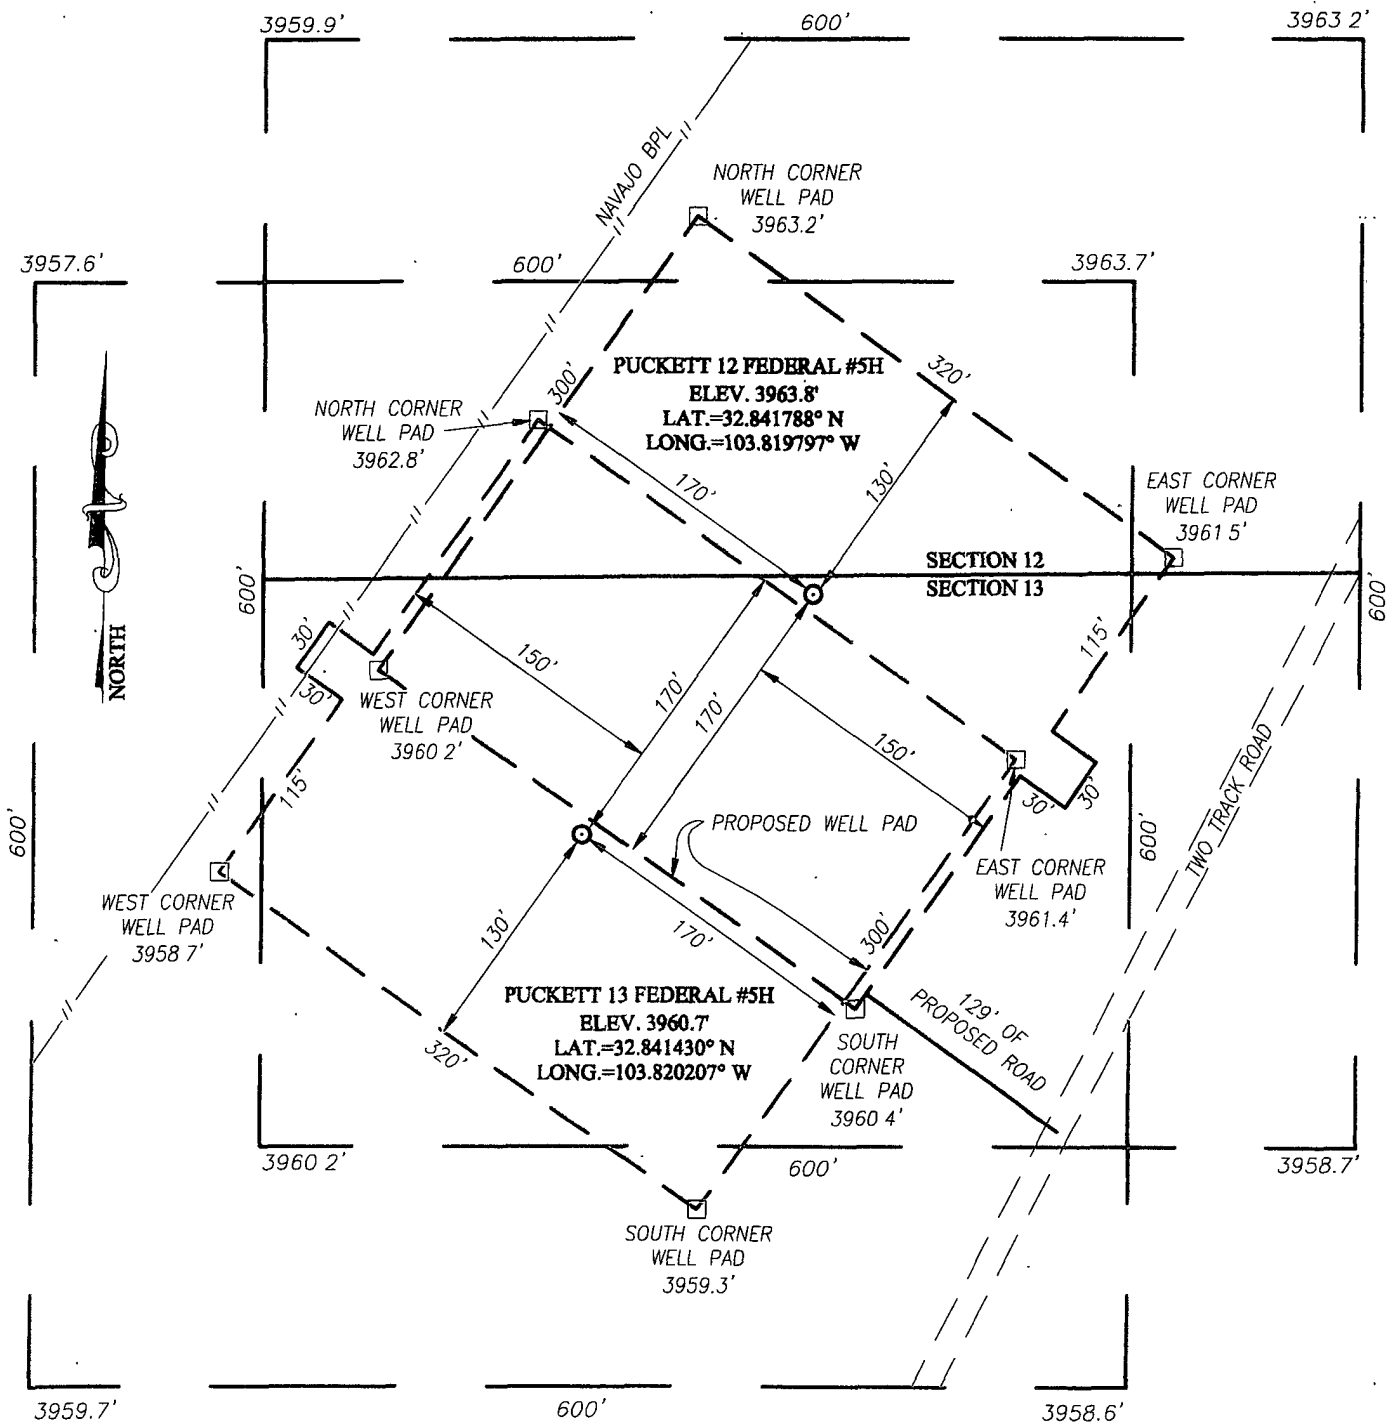 3959.9'
600'
3963 2'
NAVAJO BPL
NORTH CORNER
WELL PAD
3963.2'
3957.6'
600'
3963.7'
PUCKETT 12 FEDERAL #5H
ELEV. 3963.8'
LAT.=32.841788° N
LONG.=103.819797° W
320'
300'
NORTH CORNER
WELL PAD
3962.8'
170'
130'
EAST CORNER
WELL PAD
3961 5'
SECTION 12
SECTION 13
600'
600'
NORTH
30'
30'
150'
115'
WEST CORNER
WELL PAD
3960 2'
170'
170'
150'
115'
30'
30'
TWO TRACK ROAD
600'
600'
PROPOSED WELL PAD
EAST CORNER
WELL PAD
3961.4'
WEST CORNER
WELL PAD
3958 7'
130'
170'
300'
PUCKETT 13 FEDERAL #5H
ELEV. 3960.7'
LAT.=32.841430° N
LONG.=103.820207° W
320'
129' OF
PROPOSED ROAD
SOUTH
CORNER
WELL PAD
3960 4'
3960 2'
600'
3958.7'
SOUTH CORNER
WELL PAD
3959.3'
3959.7'
600'
3958.6'